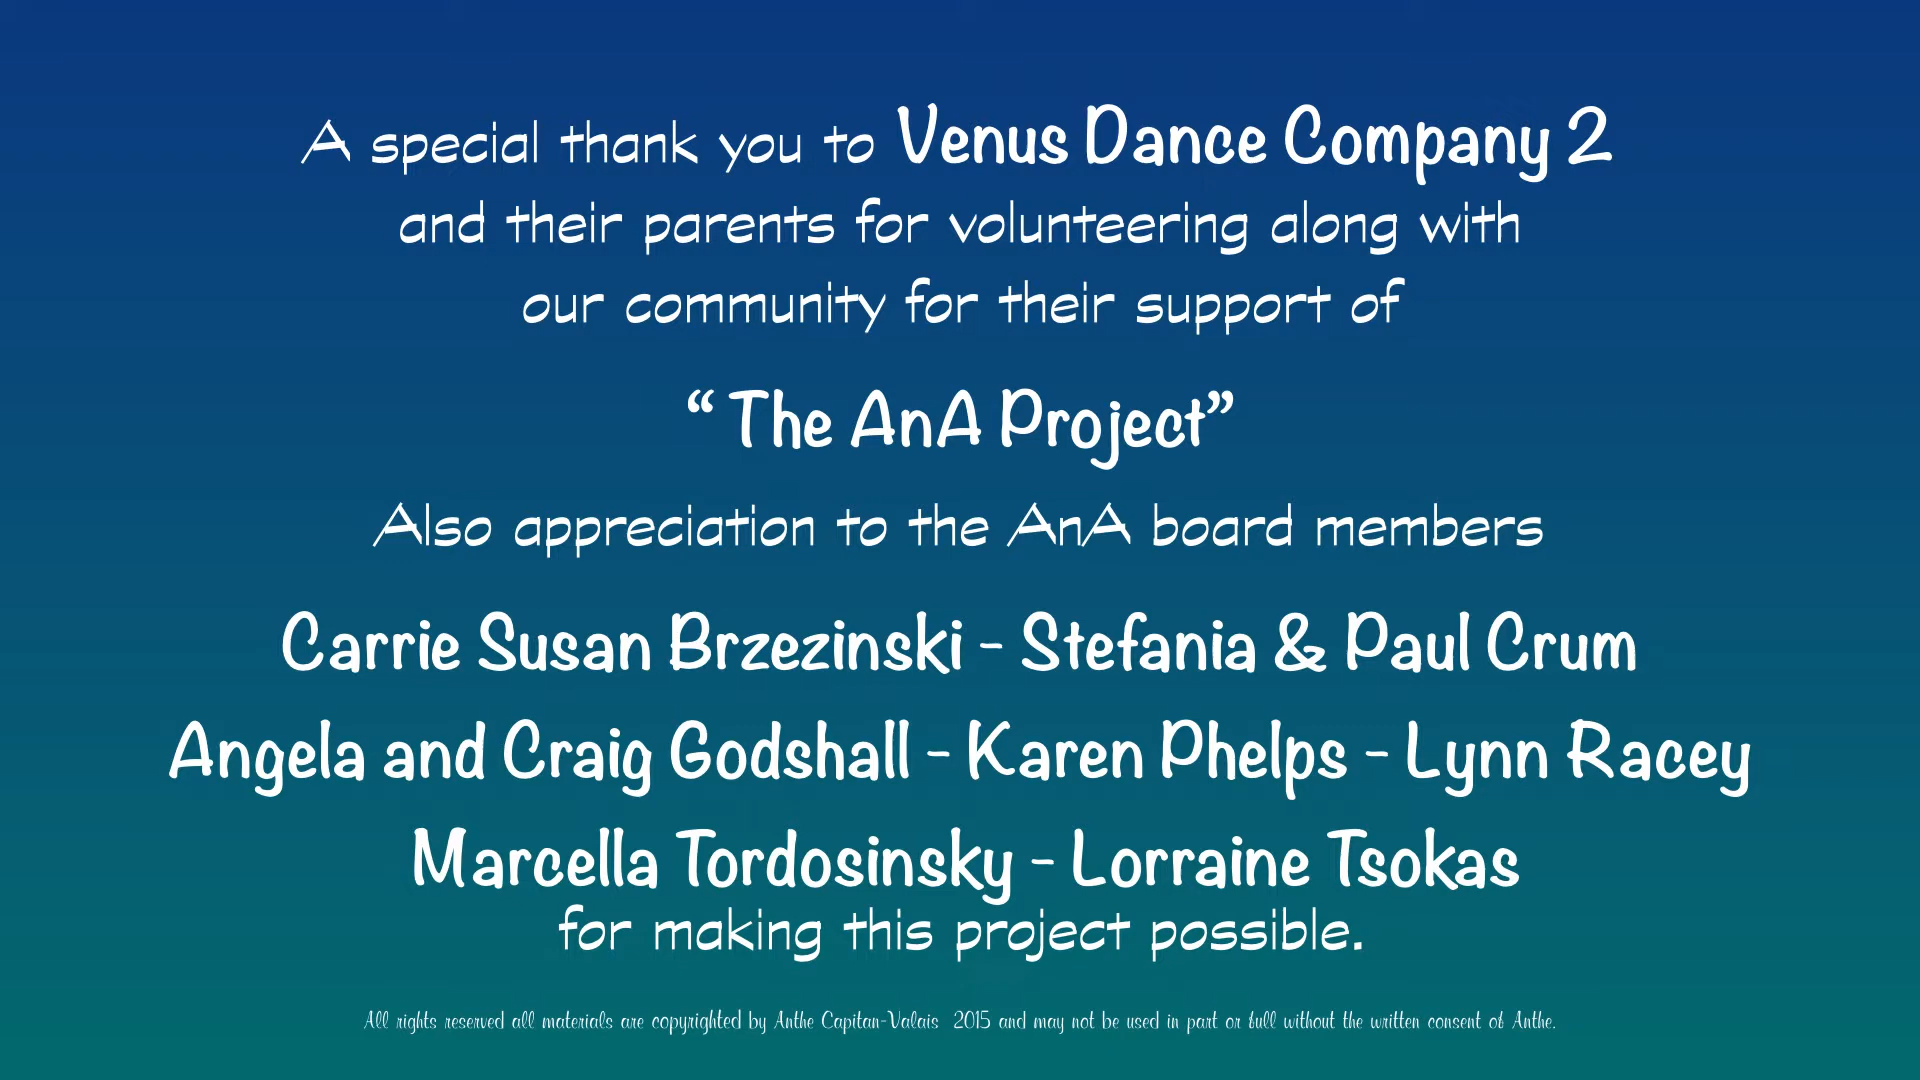 A special thank you to Venus Dance Company 2
and their parents for volunteering along with
our community for their support of
“ The AnA Project”
Also appreciation to the AnA board members
Carrie Susan Brzezinski - Stefania & Paul Crum
Angela and Craig Godshall - Karen Phelps - Lynn Racey
Marcella Tordosinsky - Lorraine Tsokas
for making this project possible.
All rights reserved all materials are copyrighted by Anthe Capitan-Valais 2015 and may not be used in part or full without the written consent of Anthe.